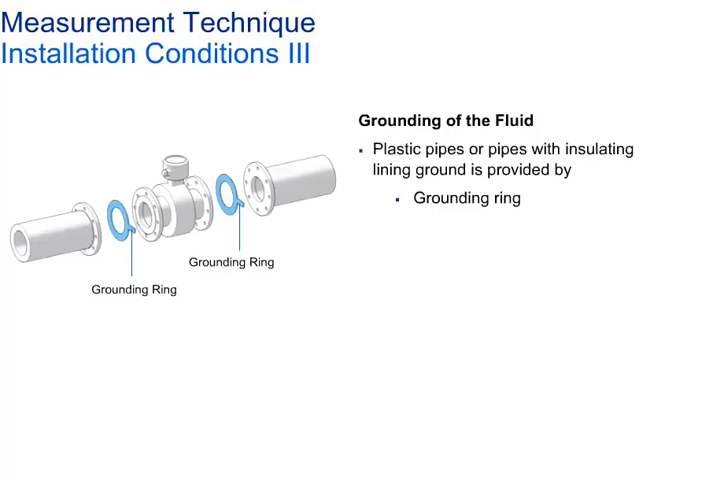 Measurement Technique
Installation Conditions III
Grounding of the Fluid
▪ Plastic pipes or pipes with insulating
lining ground is provided by
▪ Grounding ring
Grounding Ring
Grounding Ring